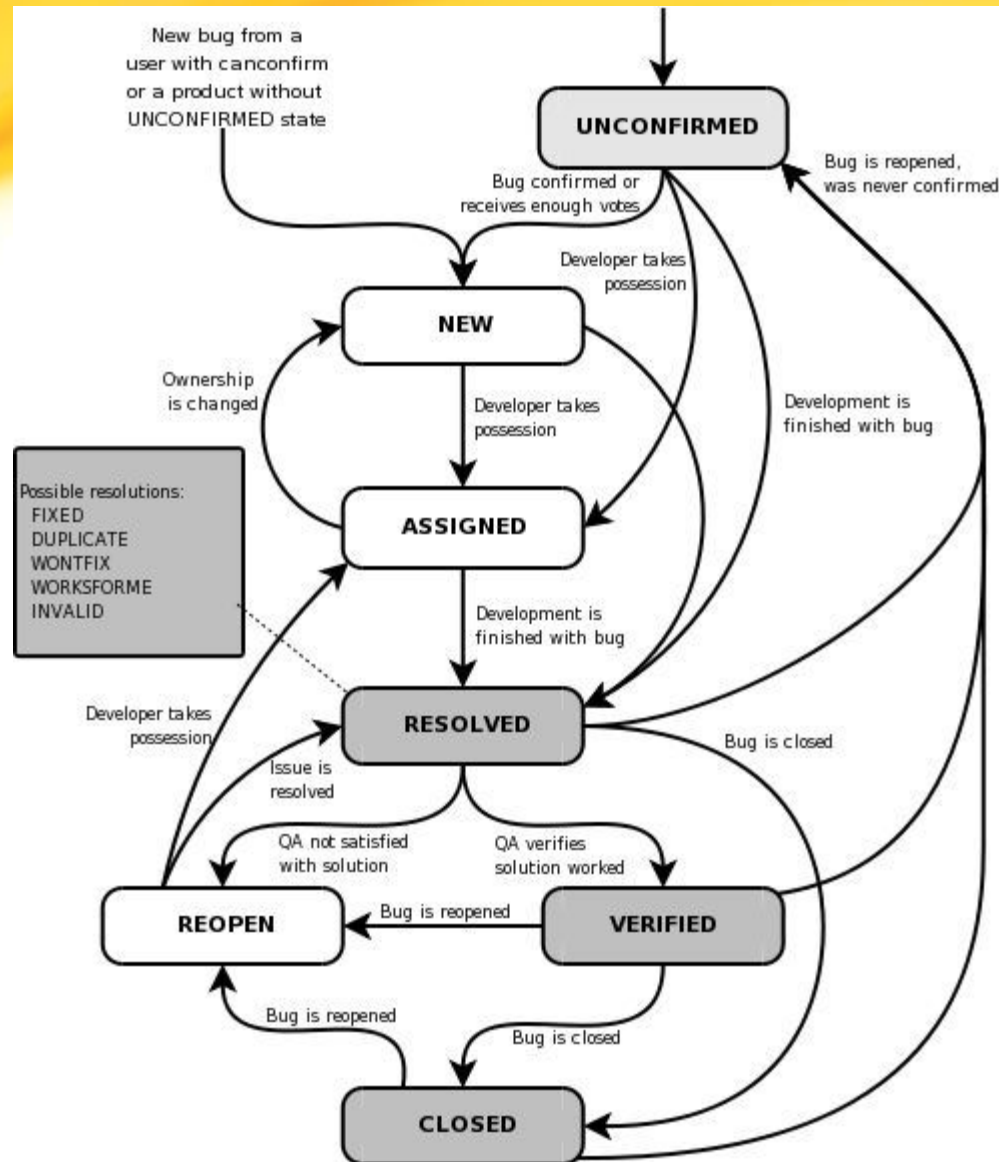 New bug from a
user with canconfirm
or a product without
UNCONFIRMED state
UNCONFIRMED
Bug is reopened,
was never confirmed
Bug confirmed or
receives enough votes
Developer takes
possession
NEW
Ownership
is changed
Developer takes
possession
Development is
finished with bug
Possible resolutions:
FIXED
DUPLICATE
WONTFIX
WORKSFORME
INVALID
ASSIGNED
Development is
finished with bug
RESOLVED
Developer takes
possession
Issue is
resolved
Bug is closed
QA not satisfied
with solution
QA verifies
solution worked
REOPEN
Bug is reopened
VERIFIED
Bug is reopened
Bug is closed
CLOSED